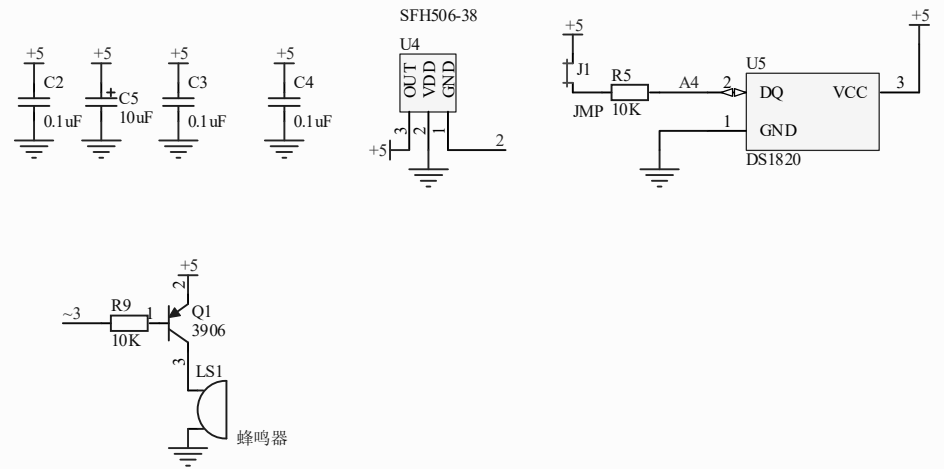 SFH506-38
+5
+5
+5
+5
C2
0.1uF
+
C5
10uF
C3
0.1uF
C4
0.1uF
U4
OUT
VDD
GND
3
2
1
+5
2
+5
J1
JMP
R5
10K
A4
2
U5
DQ
VCC
3
+5
1
GND
DS1820
+5
2
~3
R9
10K
1
Q1
3906
3
LS1
蜂鸣器